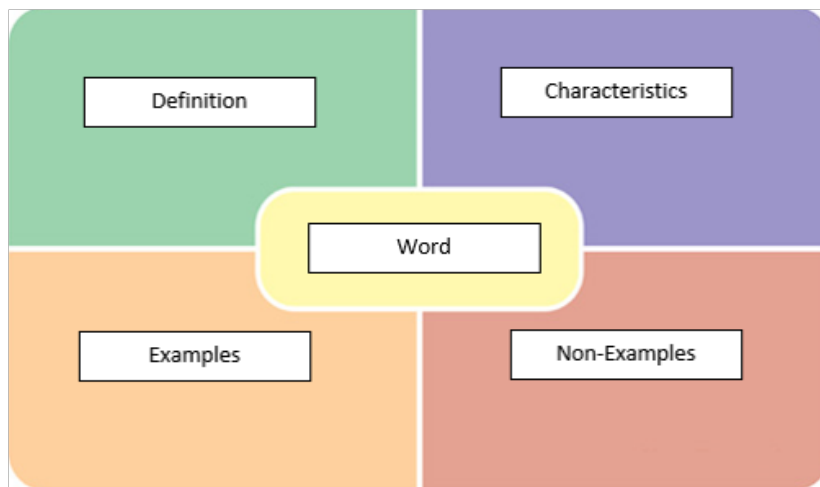 Definition
Characteristics
Word
Examples
Non-Examples